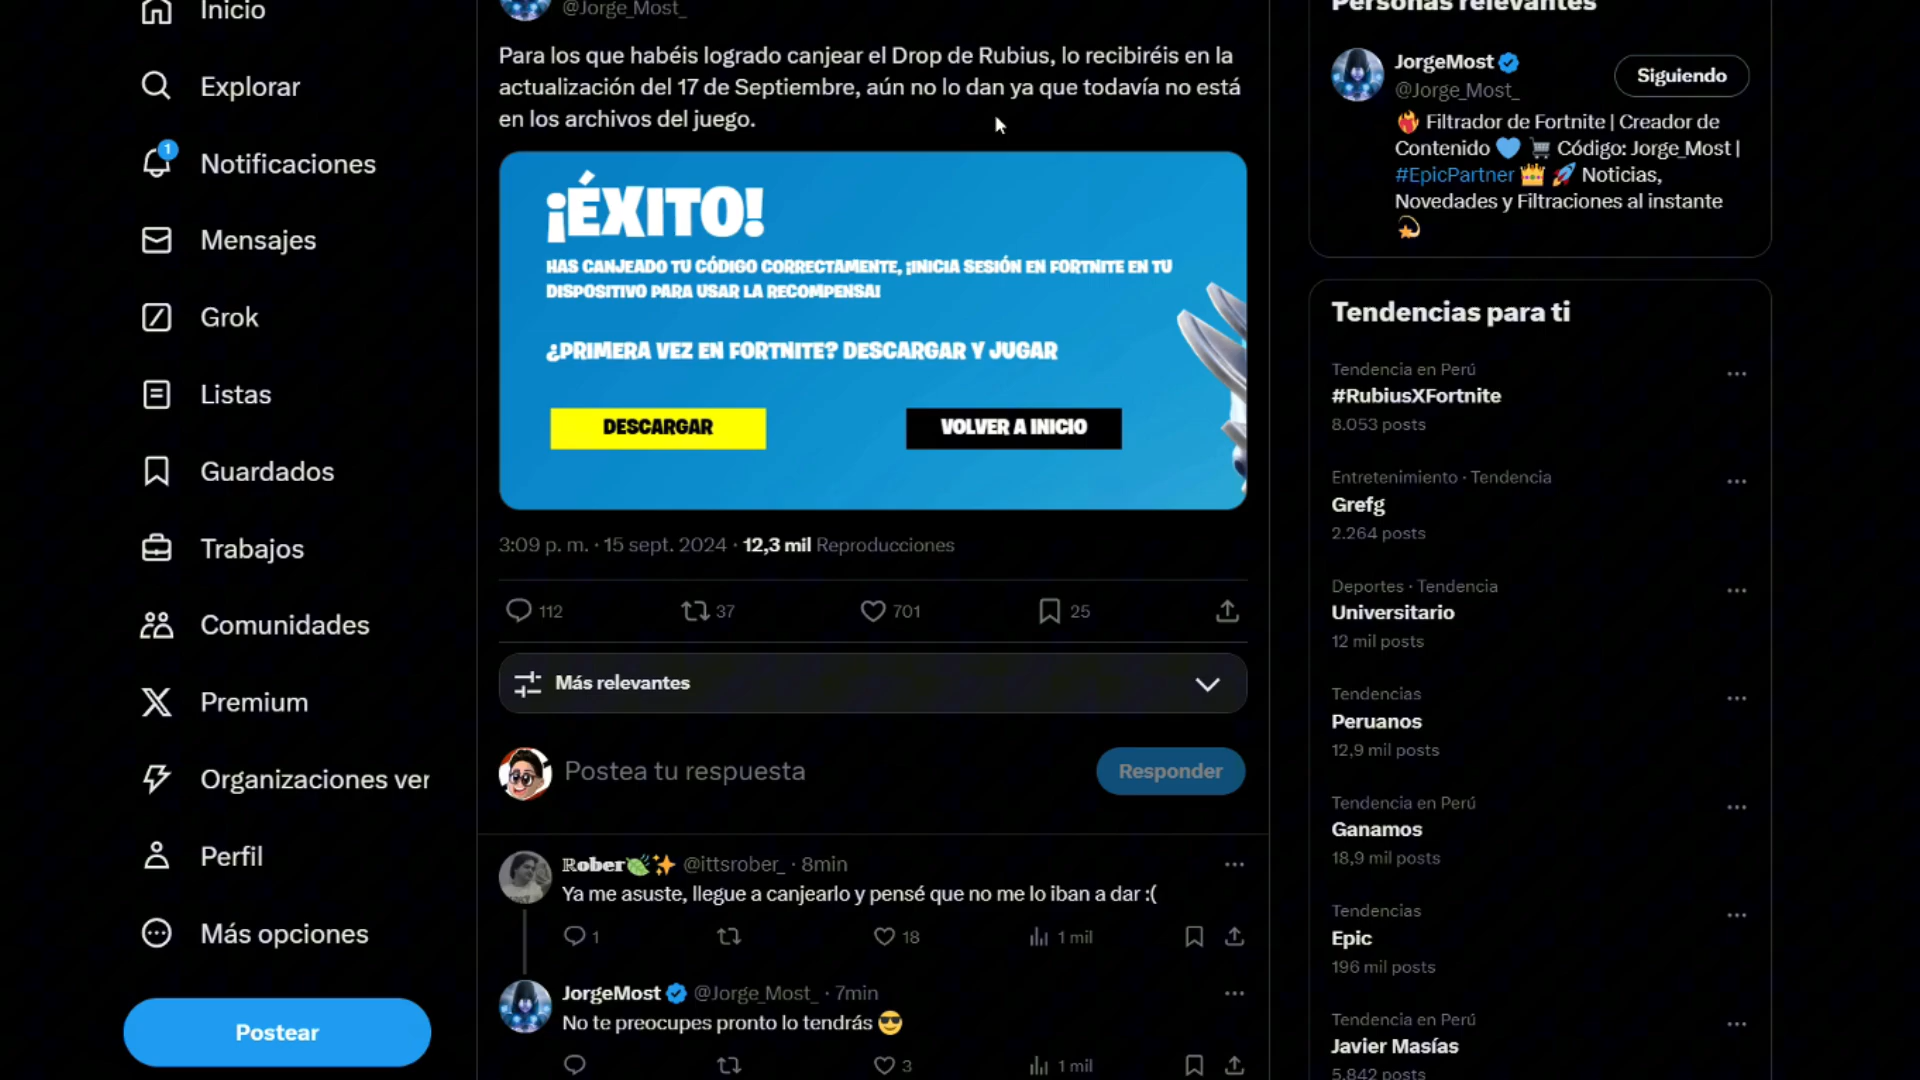 Inicio
Explorar
1
Notificaciones
Mensajes
Grok
Listas
Guardados
Trabajos
Comunidades
Premium
Organizaciones ver
Perfil
Más opciones
Postear
@Jorge_Most_
Para los que habéis logrado canjear el Drop de Rubius, lo recibiréis en la
actualización del 17 de Septiembre, aún no lo dan ya que todavía no está
en los archivos del juego.
¡ÉXITO!
HAS CANJEADO TU CÓDIGO CORRECTAMENTE, ¡INICIA SESIÓN EN FORTNITE EN TU
DISPOSITIVO PARA USAR LA RECOMPENSA!
¿PRIMERA VEZ EN FORTNITE? DESCARGAR Y JUGAR
DESCARGAR
VOLVER A INICIO
3:09 p. m. · 15 sept. 2024 · 12,3 mil Reproducciones
112
37
701
25
Más relevantes
Postea tu respuesta
Responder
Rober @ittsrober_ · 8min
Ya me asuste, llegue a canjearlo y pensé que no me lo iban a dar :(
1
18
1 mil
JorgeMost @Jorge_Most_ · 7min
No te preocupes pronto lo tendrás
3
1 mil
Personas relevantes
JorgeMost
@Jorge_Most_
Siguiendo
Filtrador de Fortnite | Creador de
Contenido Código: Jorge_Most |
#EpicPartner Noticias,
Novedades y Filtraciones al instante
Tendencias para ti
Tendencia en Perú
#RubiusXFortnite
8.053 posts
Entretenimiento · Tendencia
Grefg
2.264 posts
Deportes · Tendencia
Universitario
12 mil posts
Tendencias
Peruanos
12,9 mil posts
Tendencia en Perú
Ganamos
18,9 mil posts
Tendencias
Epic
196 mil posts
Tendencia en Perú
Javier Masías
5.842 posts